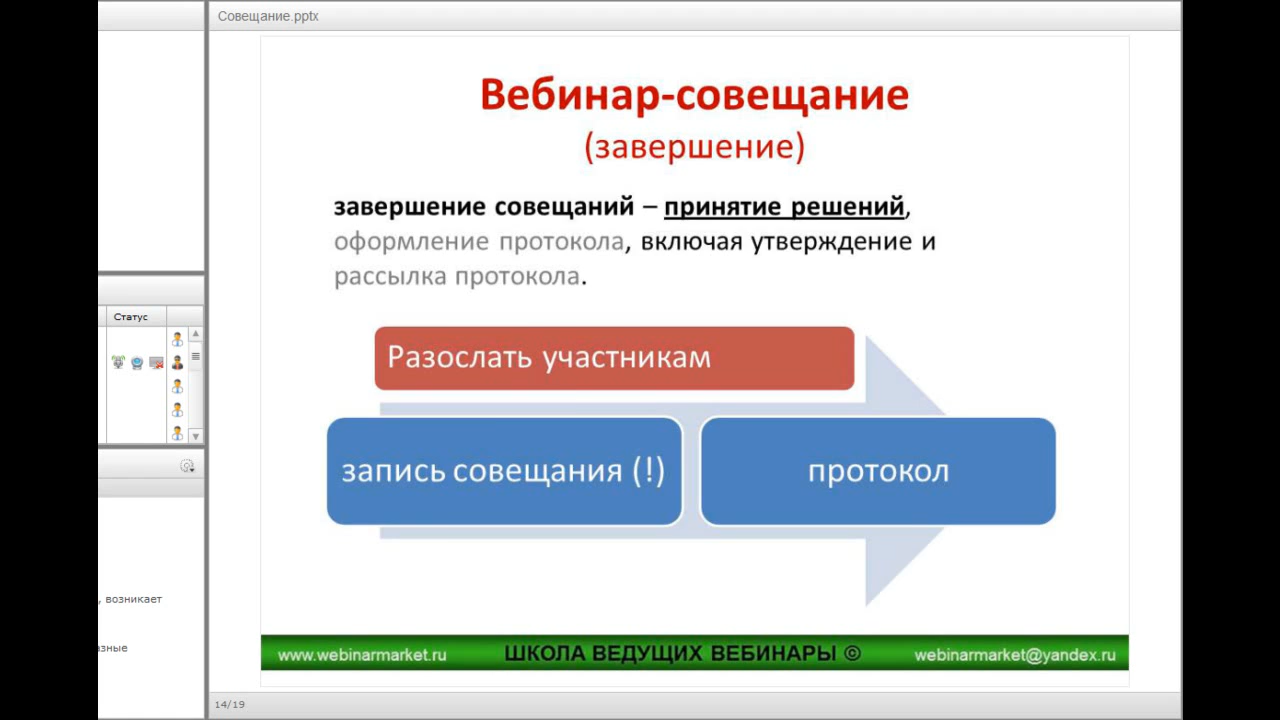 Совещание.pptx
Вебинар-совещание
(завершение)
завершение совещаний – принятие решений,
оформление протокола, включая утверждение и
рассылка протокола.
Статус
Разослать участникам
запись совещания (!)
протокол
, возникает
зные
www.webinarmarket.ru
ШКОЛА ВЕДУЩИХ ВЕБИНАРЫ ©
webinarmarket@yandex.ru
14/19